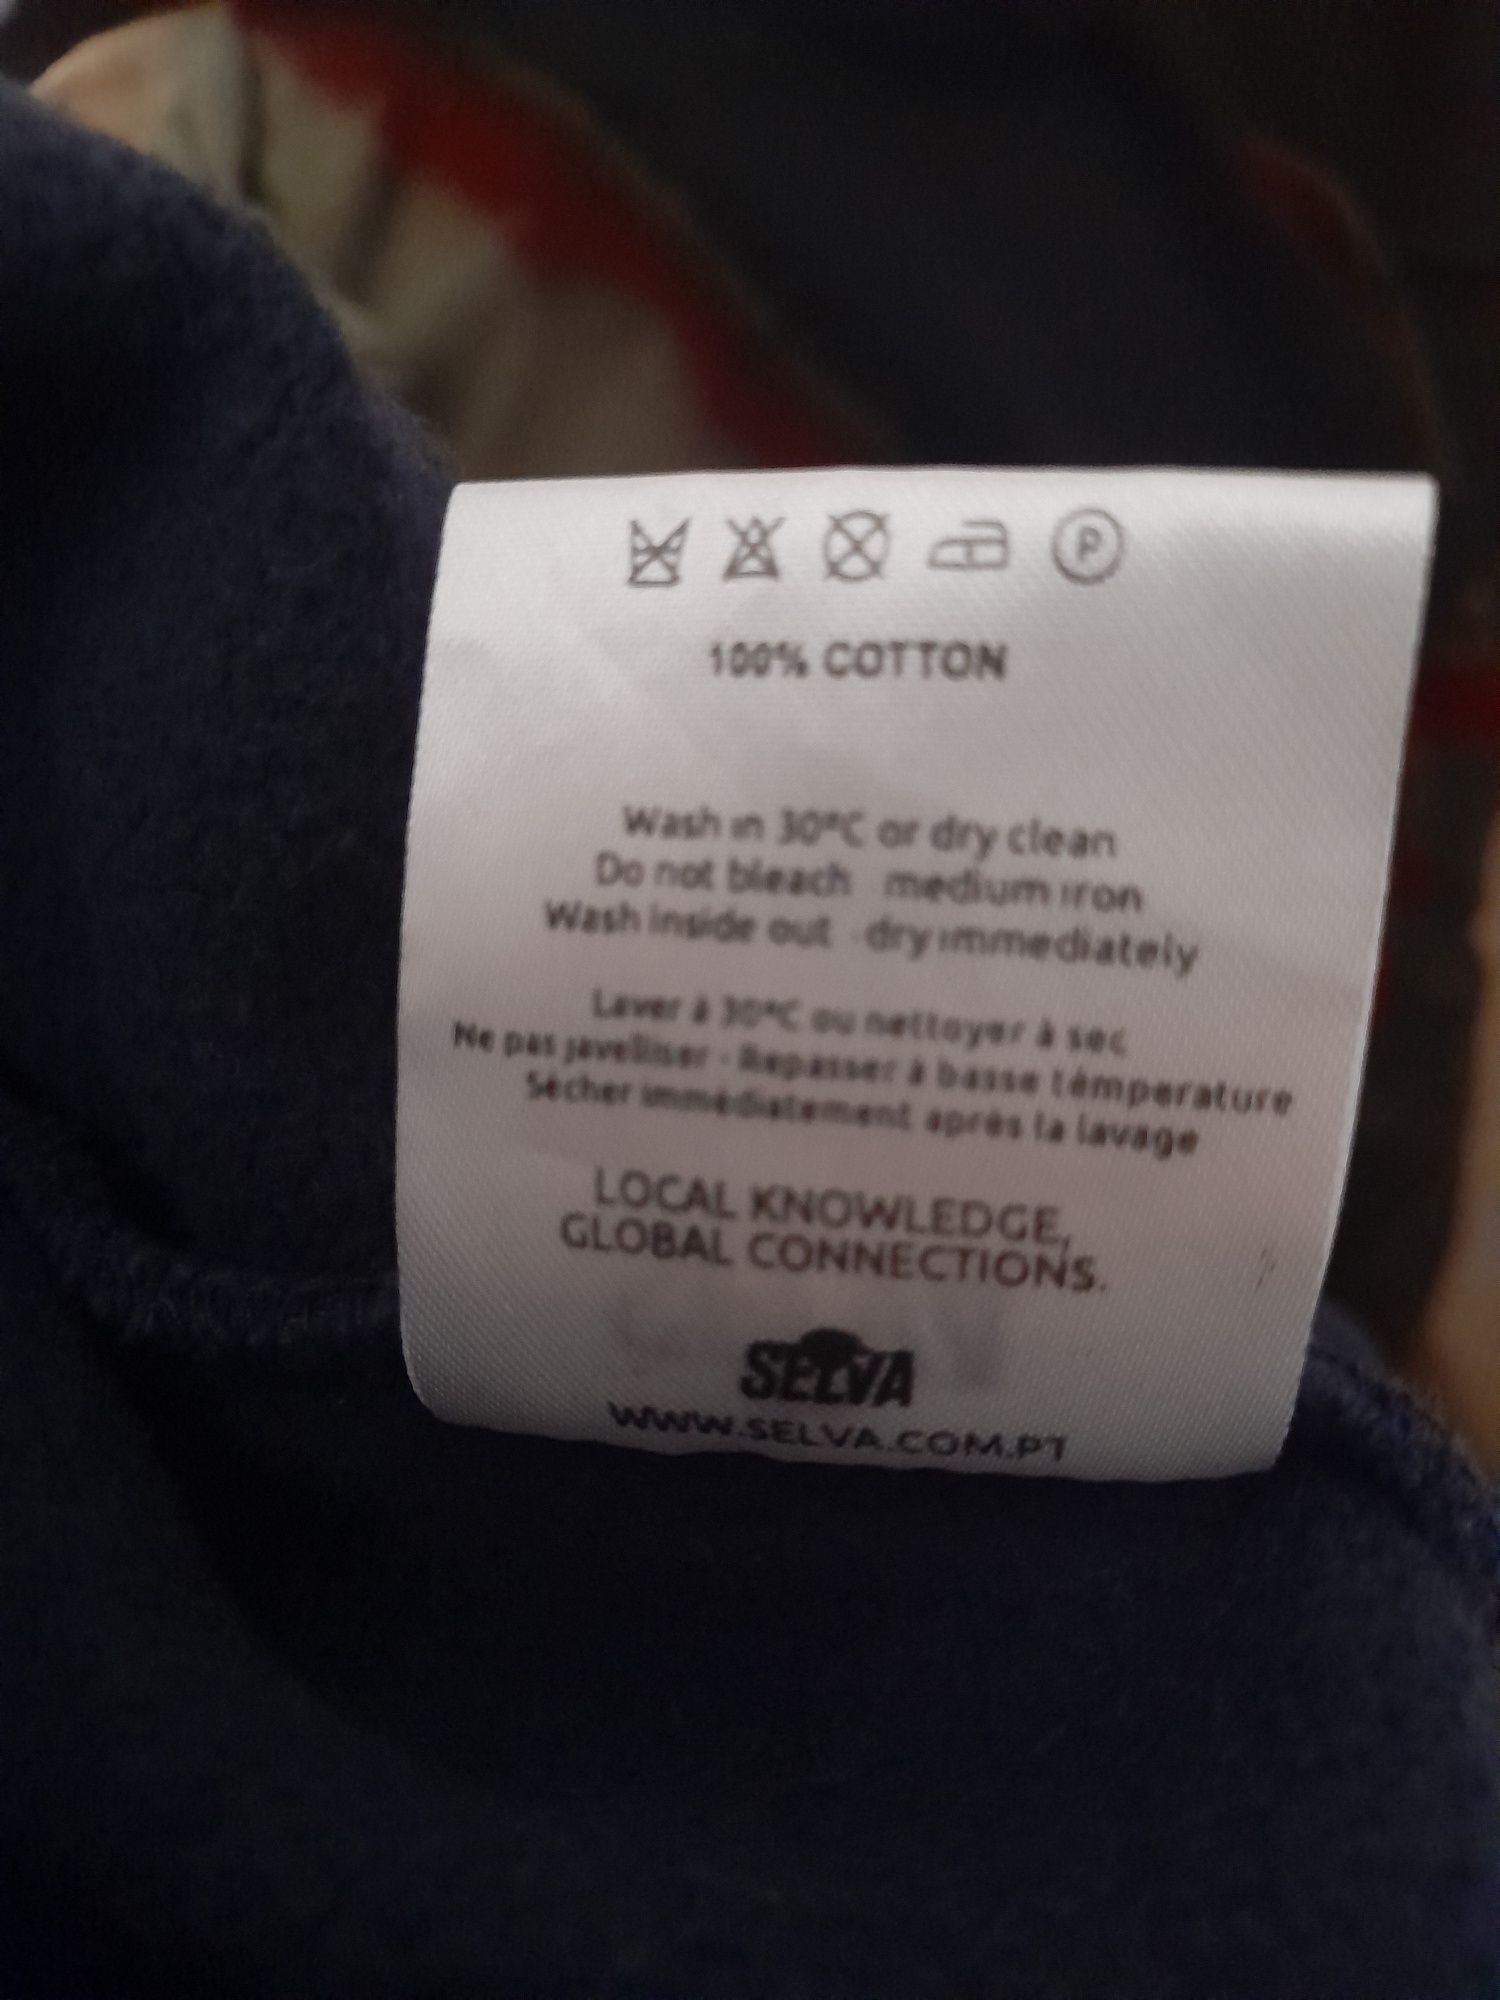 P
100% COTTON
Wash in 30°C or dry clean
Do not bleach medium iron
Wash inside out - dry immediately
Laver à 30°C ou nettoyer à sec
Ne pas javelliser - Repasser à basse témperature
Sécher immédiatement après la lavage
LOCAL KNOWLEDGE,
GLOBAL CONNECTIONS.
SELVA
WWW.SELVA.COM.PT